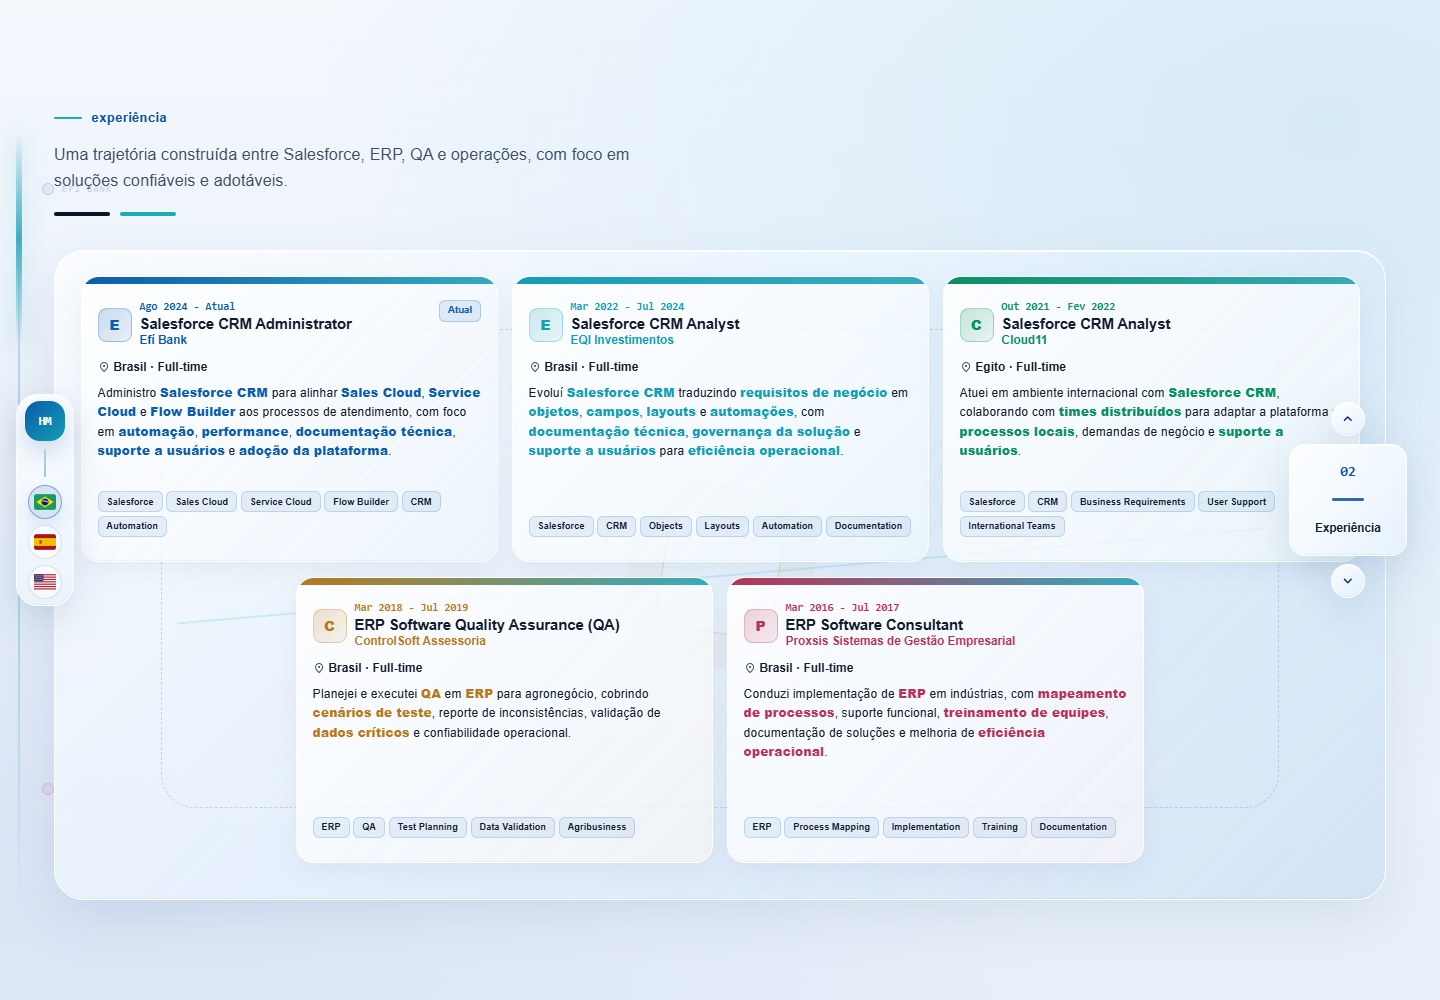 experiência
Uma trajetória construída entre Salesforce, ERP, QA e operações, com foco em
soluções confiáveis e adotáveis.
EFÍ BANK
E
Ago 2024 - Atual
Salesforce CRM Administrator
Efí Bank
Atual
Brasil · Full-time
Administro Salesforce CRM para alinhar Sales Cloud, Service
Cloud e Flow Builder aos processos de atendimento, com foco
em automação, performance, documentação técnica,
suporte a usuários e adoção da plataforma.
Salesforce Sales Cloud Service Cloud Flow Builder CRM
Automation
E
Mar 2022 - Jul 2024
Salesforce CRM Analyst
EQI Investimentos
Brasil · Full-time
Evoluí Salesforce CRM traduzindo requisitos de negócio em
objetos, campos, layouts e automações, com
documentação técnica, governança da solução e
suporte a usuários para eficiência operacional.
Salesforce CRM Objects Layouts Automation Documentation
C
Out 2021 - Fev 2022
Salesforce CRM Analyst
Cloud11
Egito · Full-time
Atuei em ambiente internacional com Salesforce CRM,
colaborando com times distribuídos para adaptar a plataforma
processos locais, demandas de negócio e suporte a
usuários.
Salesforce CRM Business Requirements User Support
International Teams
C
Mar 2018 - Jul 2019
ERP Software Quality Assurance (QA)
ControlSoft Assessoria
Brasil · Full-time
Planejei e executei QA em ERP para agronegócio, cobrindo
cenários de teste, reporte de inconsistências, validação de
dados críticos e confiabilidade operacional.
ERP QA Test Planning Data Validation Agribusiness
P
Mar 2016 - Jul 2017
ERP Software Consultant
Proxsis Sistemas de Gestão Empresarial
Brasil · Full-time
Conduzi implementação de ERP em indústrias, com mapeamento
de processos, suporte funcional, treinamento de equipes,
documentação de soluções e melhoria de eficiência
operacional.
ERP Process Mapping Implementation Training Documentation
HM
02
Experiência